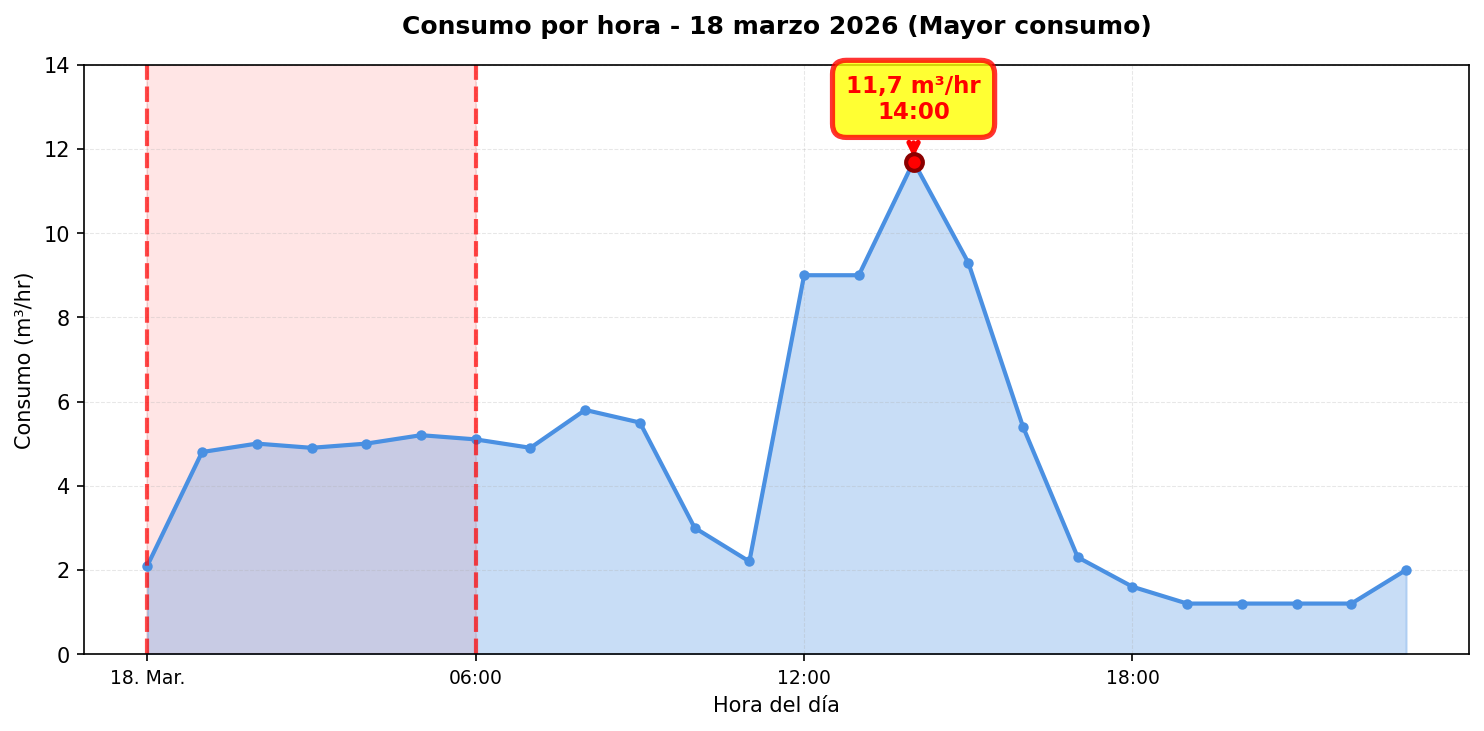 Consumo por hora - 18 marzo 2026 (Mayor consumo)
11,7 m³/hr
14:00
Consumo (m³/hr)
14
12
10
8
6
4
2
0
18. Mar.
06:00
12:00
18:00
Hora del día